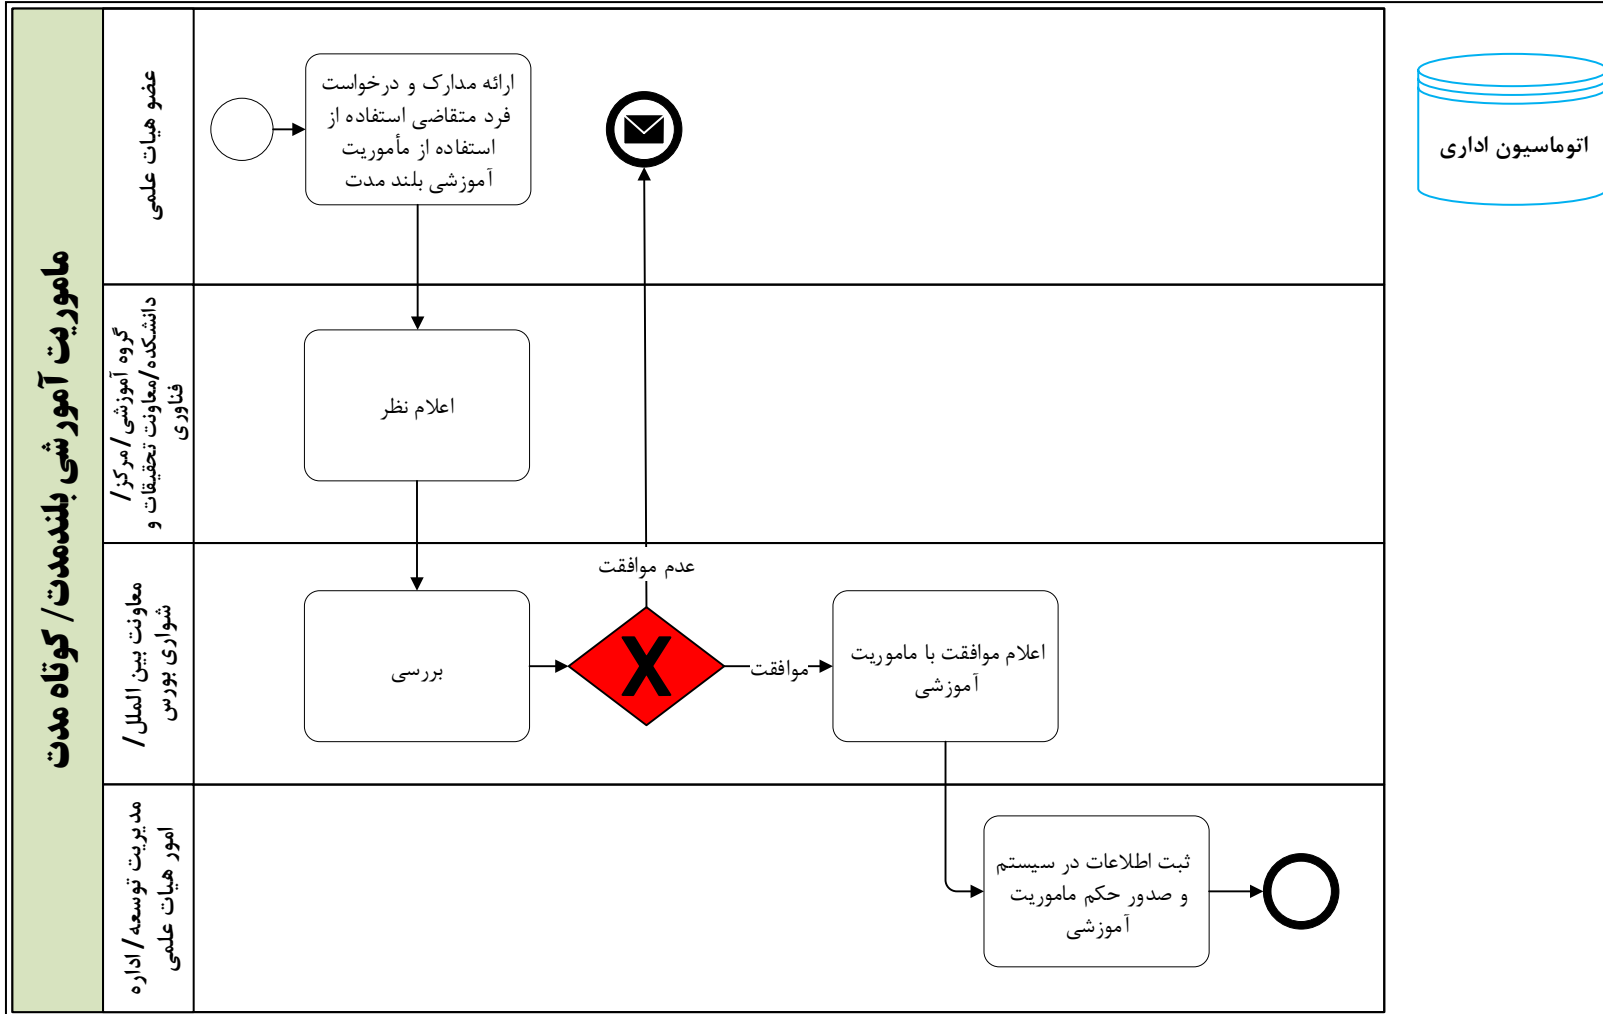 ماموریت آمورشی بلندمدت/ کوتاه مدت
عضو هیات علمی
ارائه مدارک و درخواست
فرد متقاضی استفاده از
استفاده از مأموریت
آموزشی بلند مدت
اتوماسیون اداری
گروه آموزشی/مرکز/
دانشکده/معاونت تحقیقات و
فناوری
اعلام نظر
معاونت بین الملل/
شواری بورس
بررسی
عدم موافقت
X
موافقت
اعلام موافقت با ماموریت
آموزشی
مدیریت توسعه/ اداره
امور هیات علمی
ثبت اطلاعات در سیستم
و صدور حکم ماموریت
آموزشی